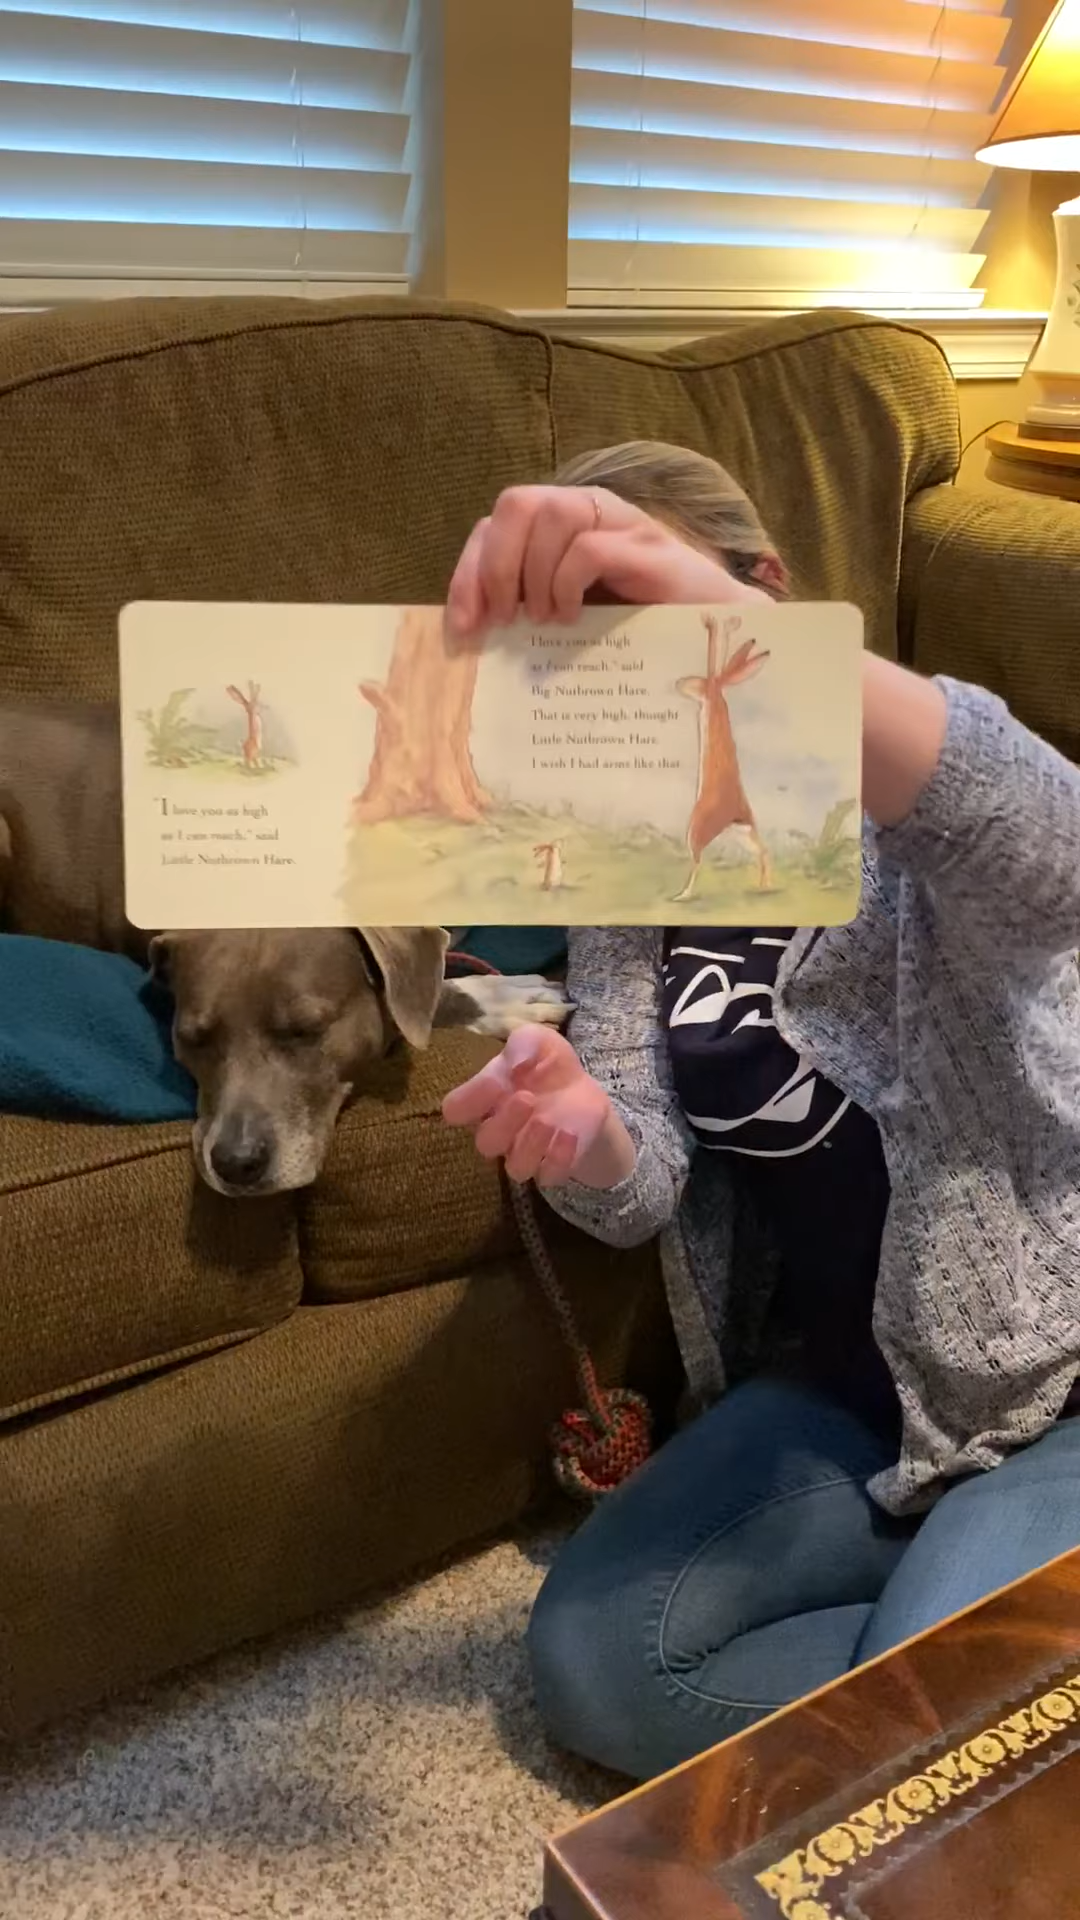 "I love you as high
as I can reach," said
Little Nutbrown Hare.
I love you as high
as I can reach," said
Big Nutbrown Hare.
That is very high, thought
Little Nutbrown Hare.
I wish I had arms like that.